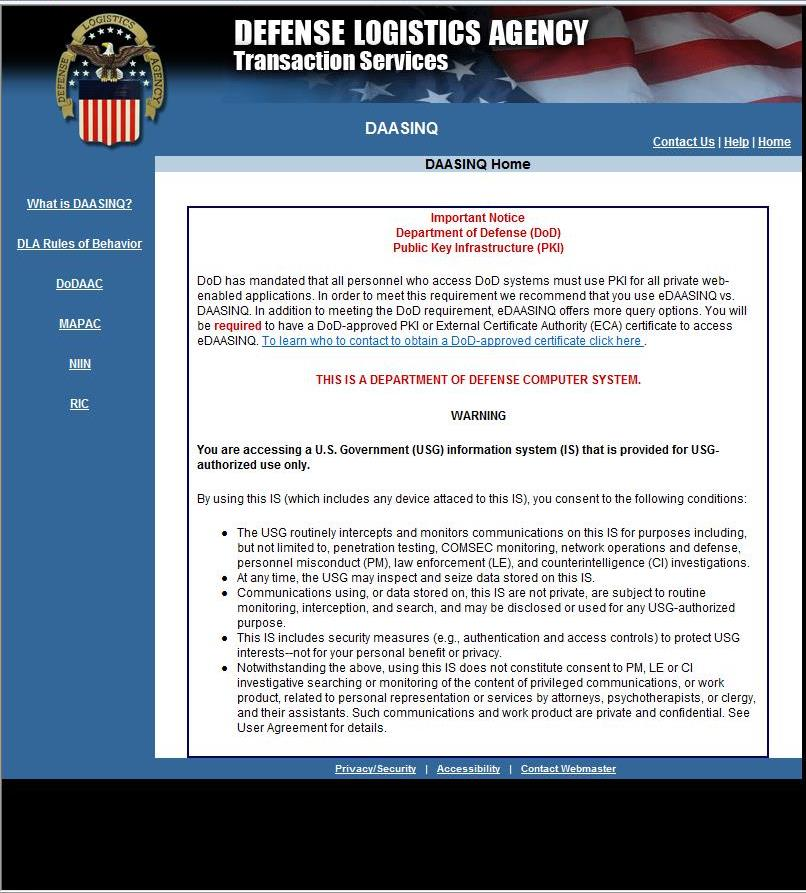 DEFENSE LOGISTICS AGENCY
Transaction Services
DEFENSE LOGISTICS AGENCY
DAASINQ
Contact Us | Help | Home
DAASINQ Home
What is DAASINQ?
DLA Rules of Behavior
DoDAAC
MAPAC
NIIN
RIC
Important Notice
Department of Defense (DoD)
Public Key Infrastructure (PKI)
DoD has mandated that all personnel who access DoD systems must use PKI for all private web-
enabled applications. In order to meet this requirement we recommend that you use eDAASINQ vs.
DAASINQ. In addition to meeting the DoD requirement, eDAASINQ offers more query options. You will
be required to have a DoD-approved PKI or External Certificate Authority (ECA) certificate to access
eDAASINQ. To learn who to contact to obtain a DoD-approved certificate click here .
THIS IS A DEPARTMENT OF DEFENSE COMPUTER SYSTEM.
WARNING
You are accessing a U.S. Government (USG) information system (IS) that is provided for USG-
authorized use only.
By using this IS (which includes any device attaced to this IS), you consent to the following conditions:
• The USG routinely intercepts and monitors communications on this IS for purposes including,
but not limited to, penetration testing, COMSEC monitoring, network operations and defense,
personnel misconduct (PM), law enforcement (LE), and counterintelligence (CI) investigations.
• At any time, the USG may inspect and seize data stored on this IS.
• Communications using, or data stored on, this IS are not private, are subject to routine
monitoring, interception, and search, and may be disclosed or used for any USG-authorized
purpose.
• This IS includes security measures (e.g., authentication and access controls) to protect USG
interests--not for your personal benefit or privacy.
• Notwithstanding the above, using this IS does not constitute consent to PM, LE or CI
investigative searching or monitoring of the content of privileged communications, or work
product, related to personal representation or services by attorneys, psychotherapists, or clergy,
and their assistants. Such communications and work product are private and confidential. See
User Agreement for details.
Privacy/Security | Accessibility | Contact Webmaster